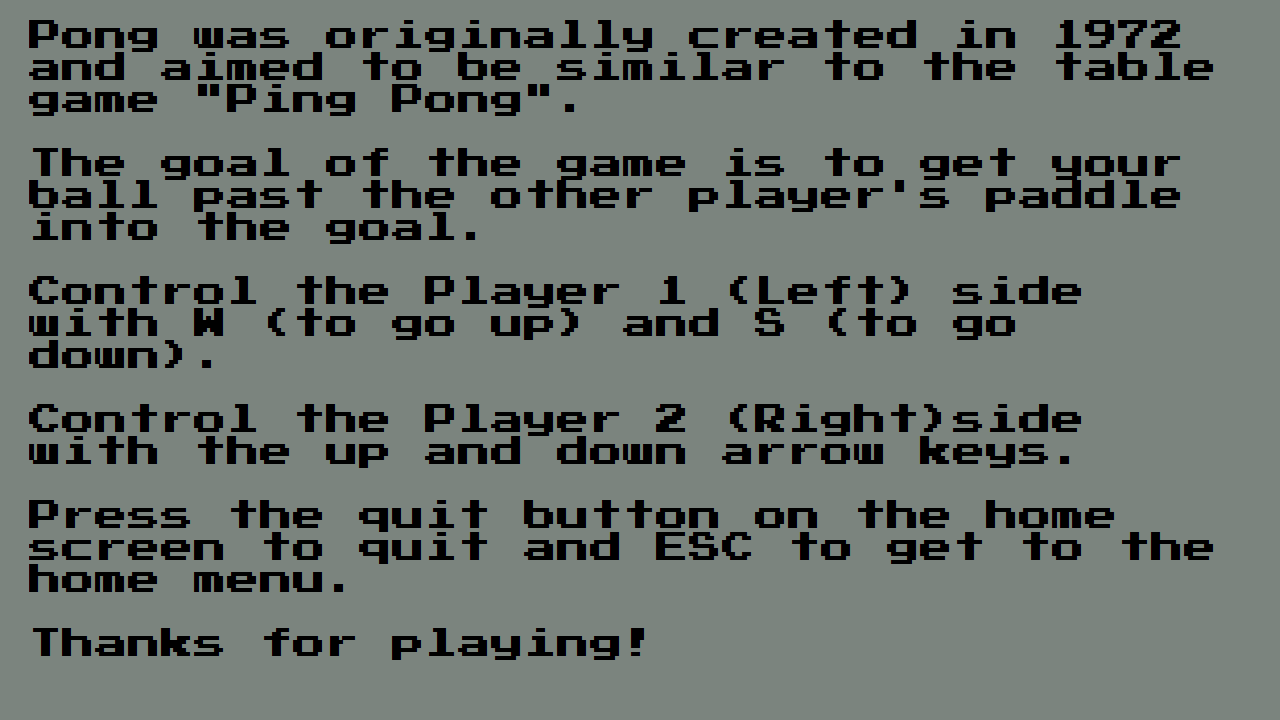 Pong was originally created in 1972
and aimed to be similar to the table
game "Ping Pong".
The goal of the game is to get your
ball past the other player's paddle
into the goal.
Control the Player 1 (Left) side
with W (to go up) and S (to go
down).
Control the Player 2 (Right)side
with the up and down arrow keys.
Press the quit button on the home
screen to quit and ESC to get to the
home menu.
Thanks for playing!